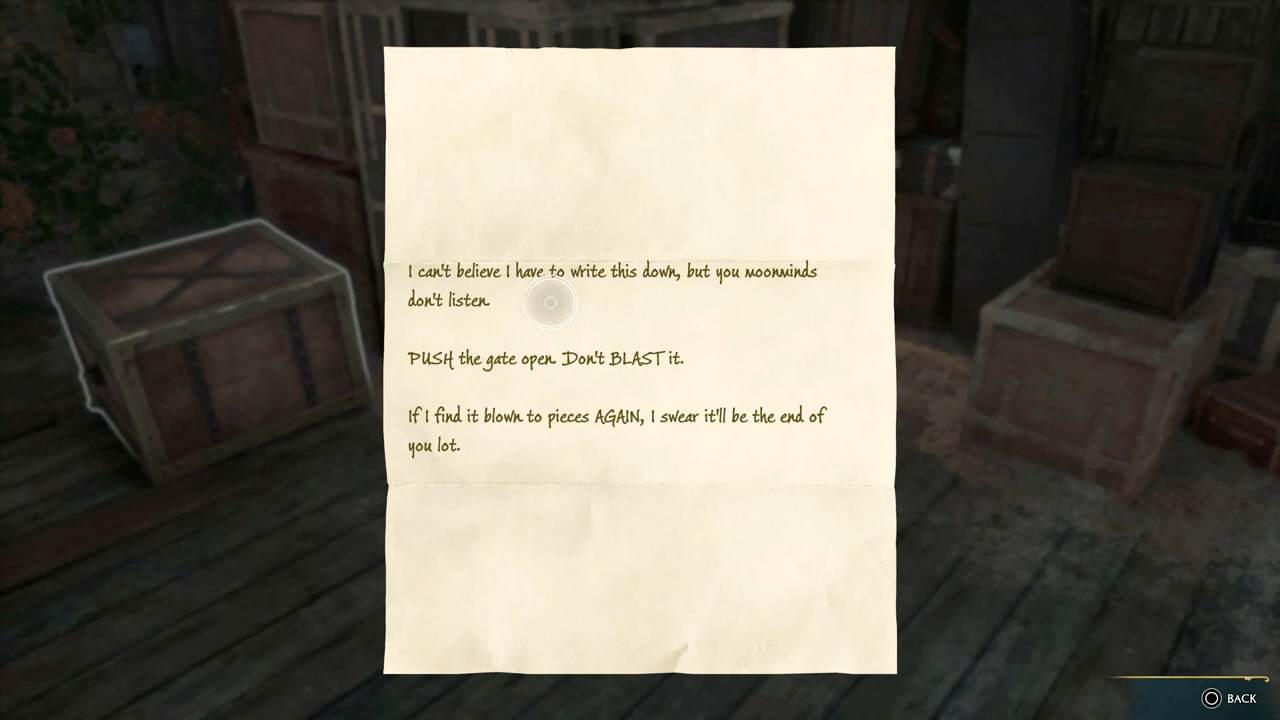 I can't believe I have to write this down, but you moonminds
don't listen.
PUSH the gate open. Don't BLAST it.
If I find it blown to pieces AGAIN, I swear it'll be the end of
you lot.
BACK